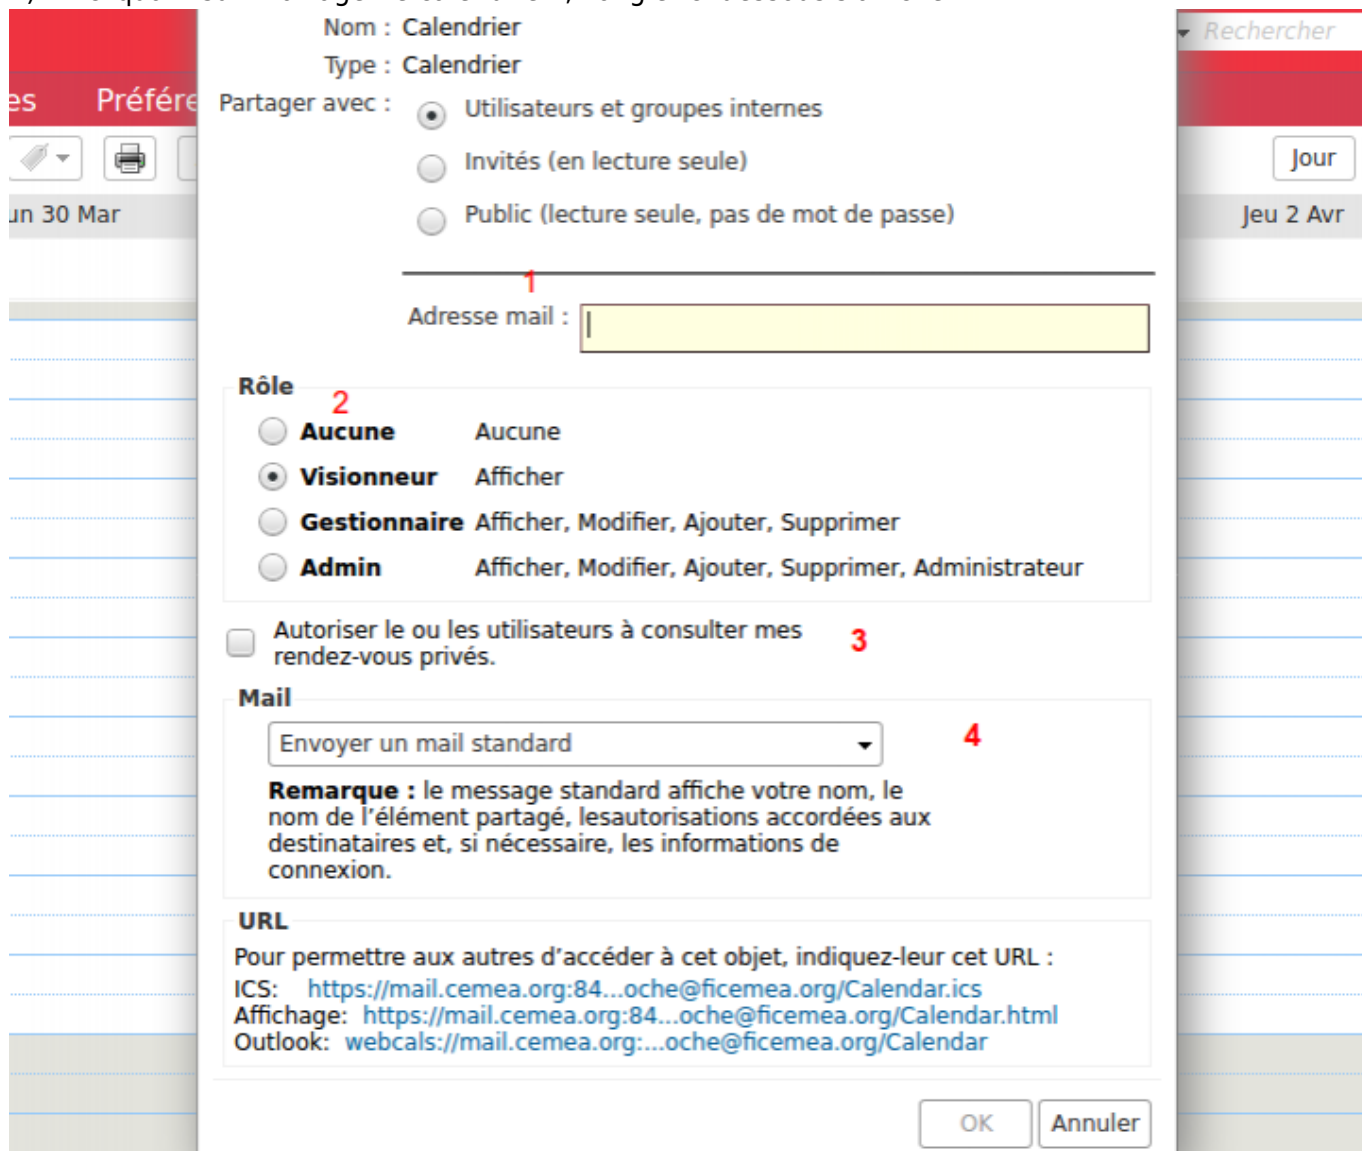 Nom : Calendrier
Rechercher
Type : Calendrier
es Préfére
Partager avec :
Utilisateurs et groupes internes
Invités (en lecture seule)
Jour
un 30 Mar
Public (lecture seule, pas de mot de passe)
Jeu 2 Avr
1
Adresse mail :
Rôle
2
Aucune Aucune
Visionneur Afficher
Gestionnaire Afficher, Modifier, Ajouter, Supprimer
Admin Afficher, Modifier, Ajouter, Supprimer, Administrateur
Autoriser le ou les utilisateurs à consulter mes
rendez-vous privés.
3
Mail
Envoyer un mail standard
4
Remarque : le message standard affiche votre nom, le
nom de l’élément partagé, lesautorisations accordées aux
destinataires et, si nécessaire, les informations de
connexion.
URL
Pour permettre aux autres d’accéder à cet objet, indiquez-leur cet URL :
ICS: https://mail.cemea.org:84...oche@ficemea.org/Calendar.ics
Affichage: https://mail.cemea.org:84...oche@ficemea.org/Calendar.html
Outlook: webcals://mail.cemea.org:...oche@ficemea.org/Calendar
OK Annuler